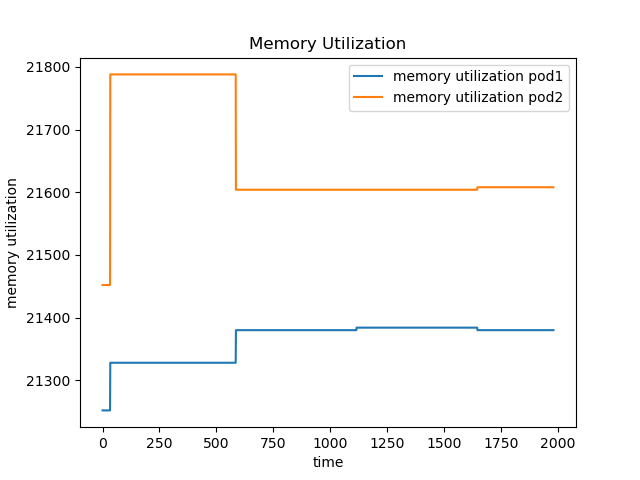 Memory Utilization
memory utilization pod1
memory utilization pod2
memory utilization
21800
21700
21600
21500
21400
21300
0 250 500 750 1000 1250 1500 1750 2000
time